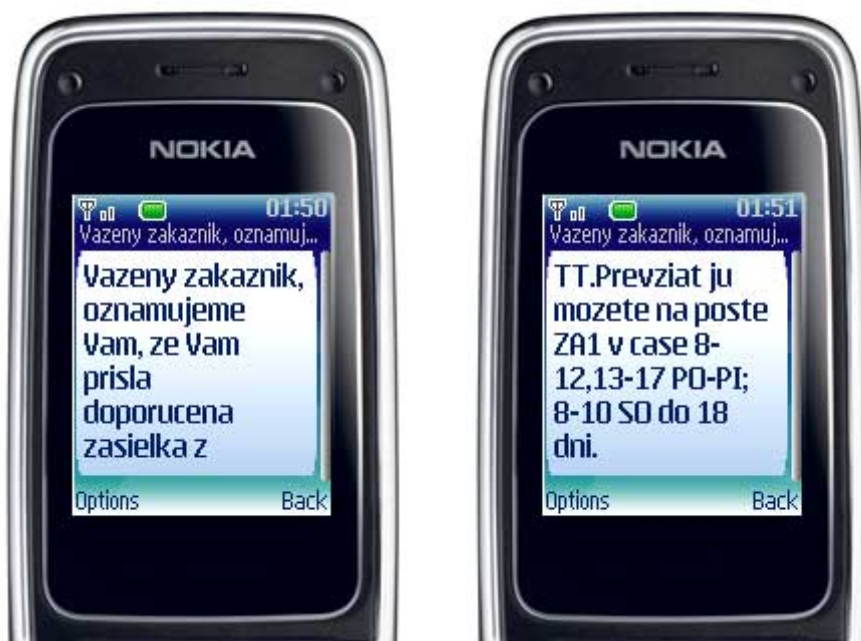 NOKIA
01:50
Vazeny zakaznik, oznamuj...
Vazeny zakaznik,
oznamujeme
Vam, ze Vam
prisla
doporucena
zasielka z
Options Back
NOKIA
01:51
Vazeny zakaznik, oznamuj...
TT.Prevziat ju
mozete na poste
ZA1 v case 8-
12,13-17 PO-PI;
8-10 SO do 18
dni.
Options Back